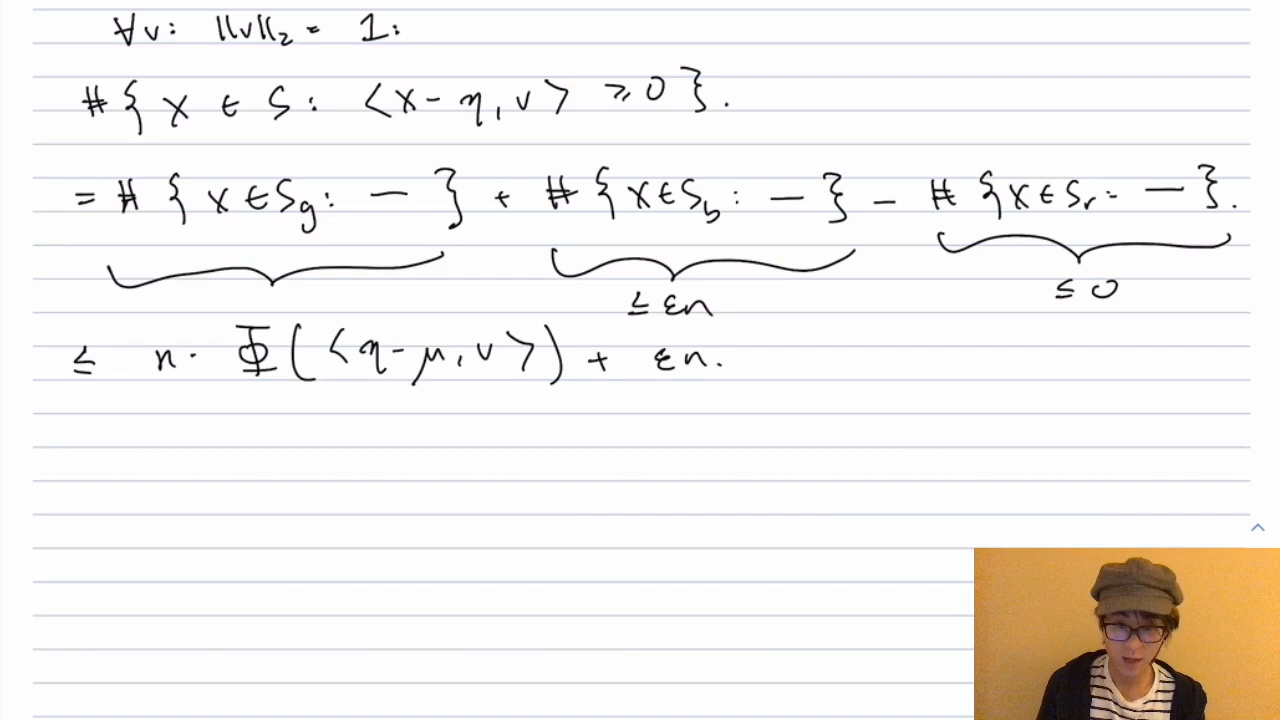 ∀v: ||v||₂ = 1:
# { X ∈ S: ⟨X - η, v⟩ ≥ 0 }.
= # { X ∈ S_g: — } + # { X ∈ S_b: — } - # { X ∈ S_r: — }.
≤ εn
≤ 0
≤ n · Φ(⟨η - μ, v⟩) + εn.